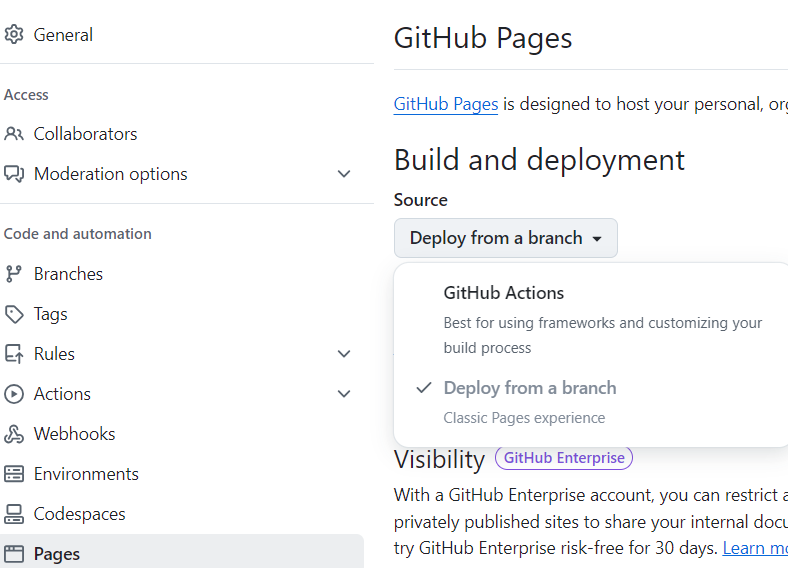 General
Access
Collaborators
Moderation options
Code and automation
Branches
Tags
Rules
Actions
Webhooks
Environments
Codespaces
Pages
GitHub Pages
GitHub Pages is designed to host your personal,
Build and deployment
Source
Deploy from a branch
GitHub Actions
Best for using frameworks and customizing your
build process
Deploy from a branch
Classic Pages experience
Visibility GitHub Enterprise
With a GitHub Enterprise account, you can restrict
privately published sites to share your internal
try GitHub Enterprise risk-free for 30 days. Learn